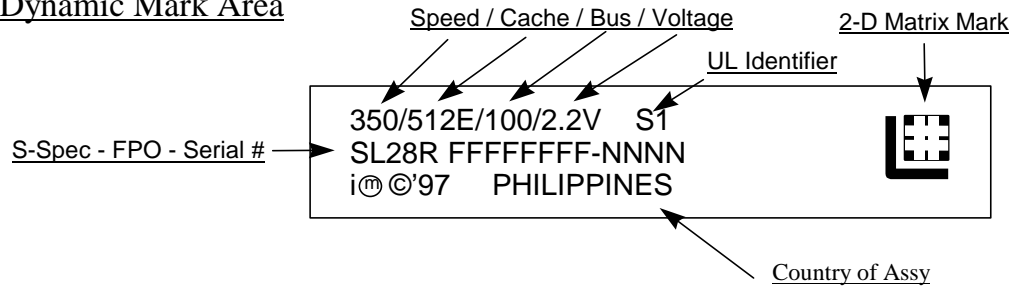 Dynamic Mark Area
Speed / Cache / Bus / Voltage
2-D Matrix Mark
UL Identifier
350/512E/100/2.2V S1
S-Spec - FPO - Serial #
SL28R FFFFFFFF-NNNN
iⓜ©'97 PHILIPPINES
Country of Assy